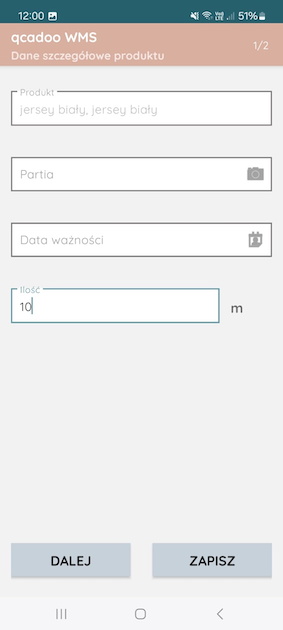 12:00 51%
qcadoo WMS
Dane szczegółowe produktu
1/2
Produkt
jersey biały, jersey biały
Partia
Data ważności
Ilość
10
m
DALEJ
ZAPISZ